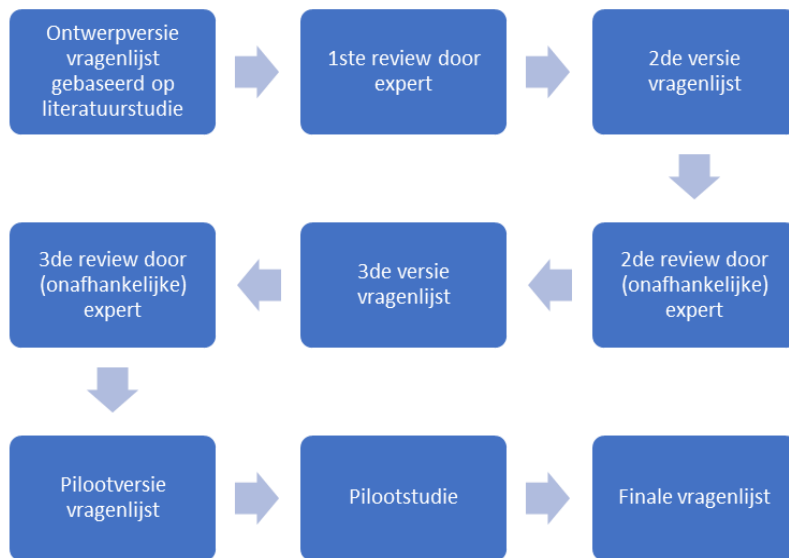 Ontwerpversie
vragenlijst
gebaseerd op
literatuurstudie
1ste review door
expert
2de versie
vragenlijst
2de review door
(onafhankelijke)
expert
3de versie
vragenlijst
3de review door
(onafhankelijke)
expert
Pilootversie
vragenlijst
Pilootstudie
Finale vragenlijst